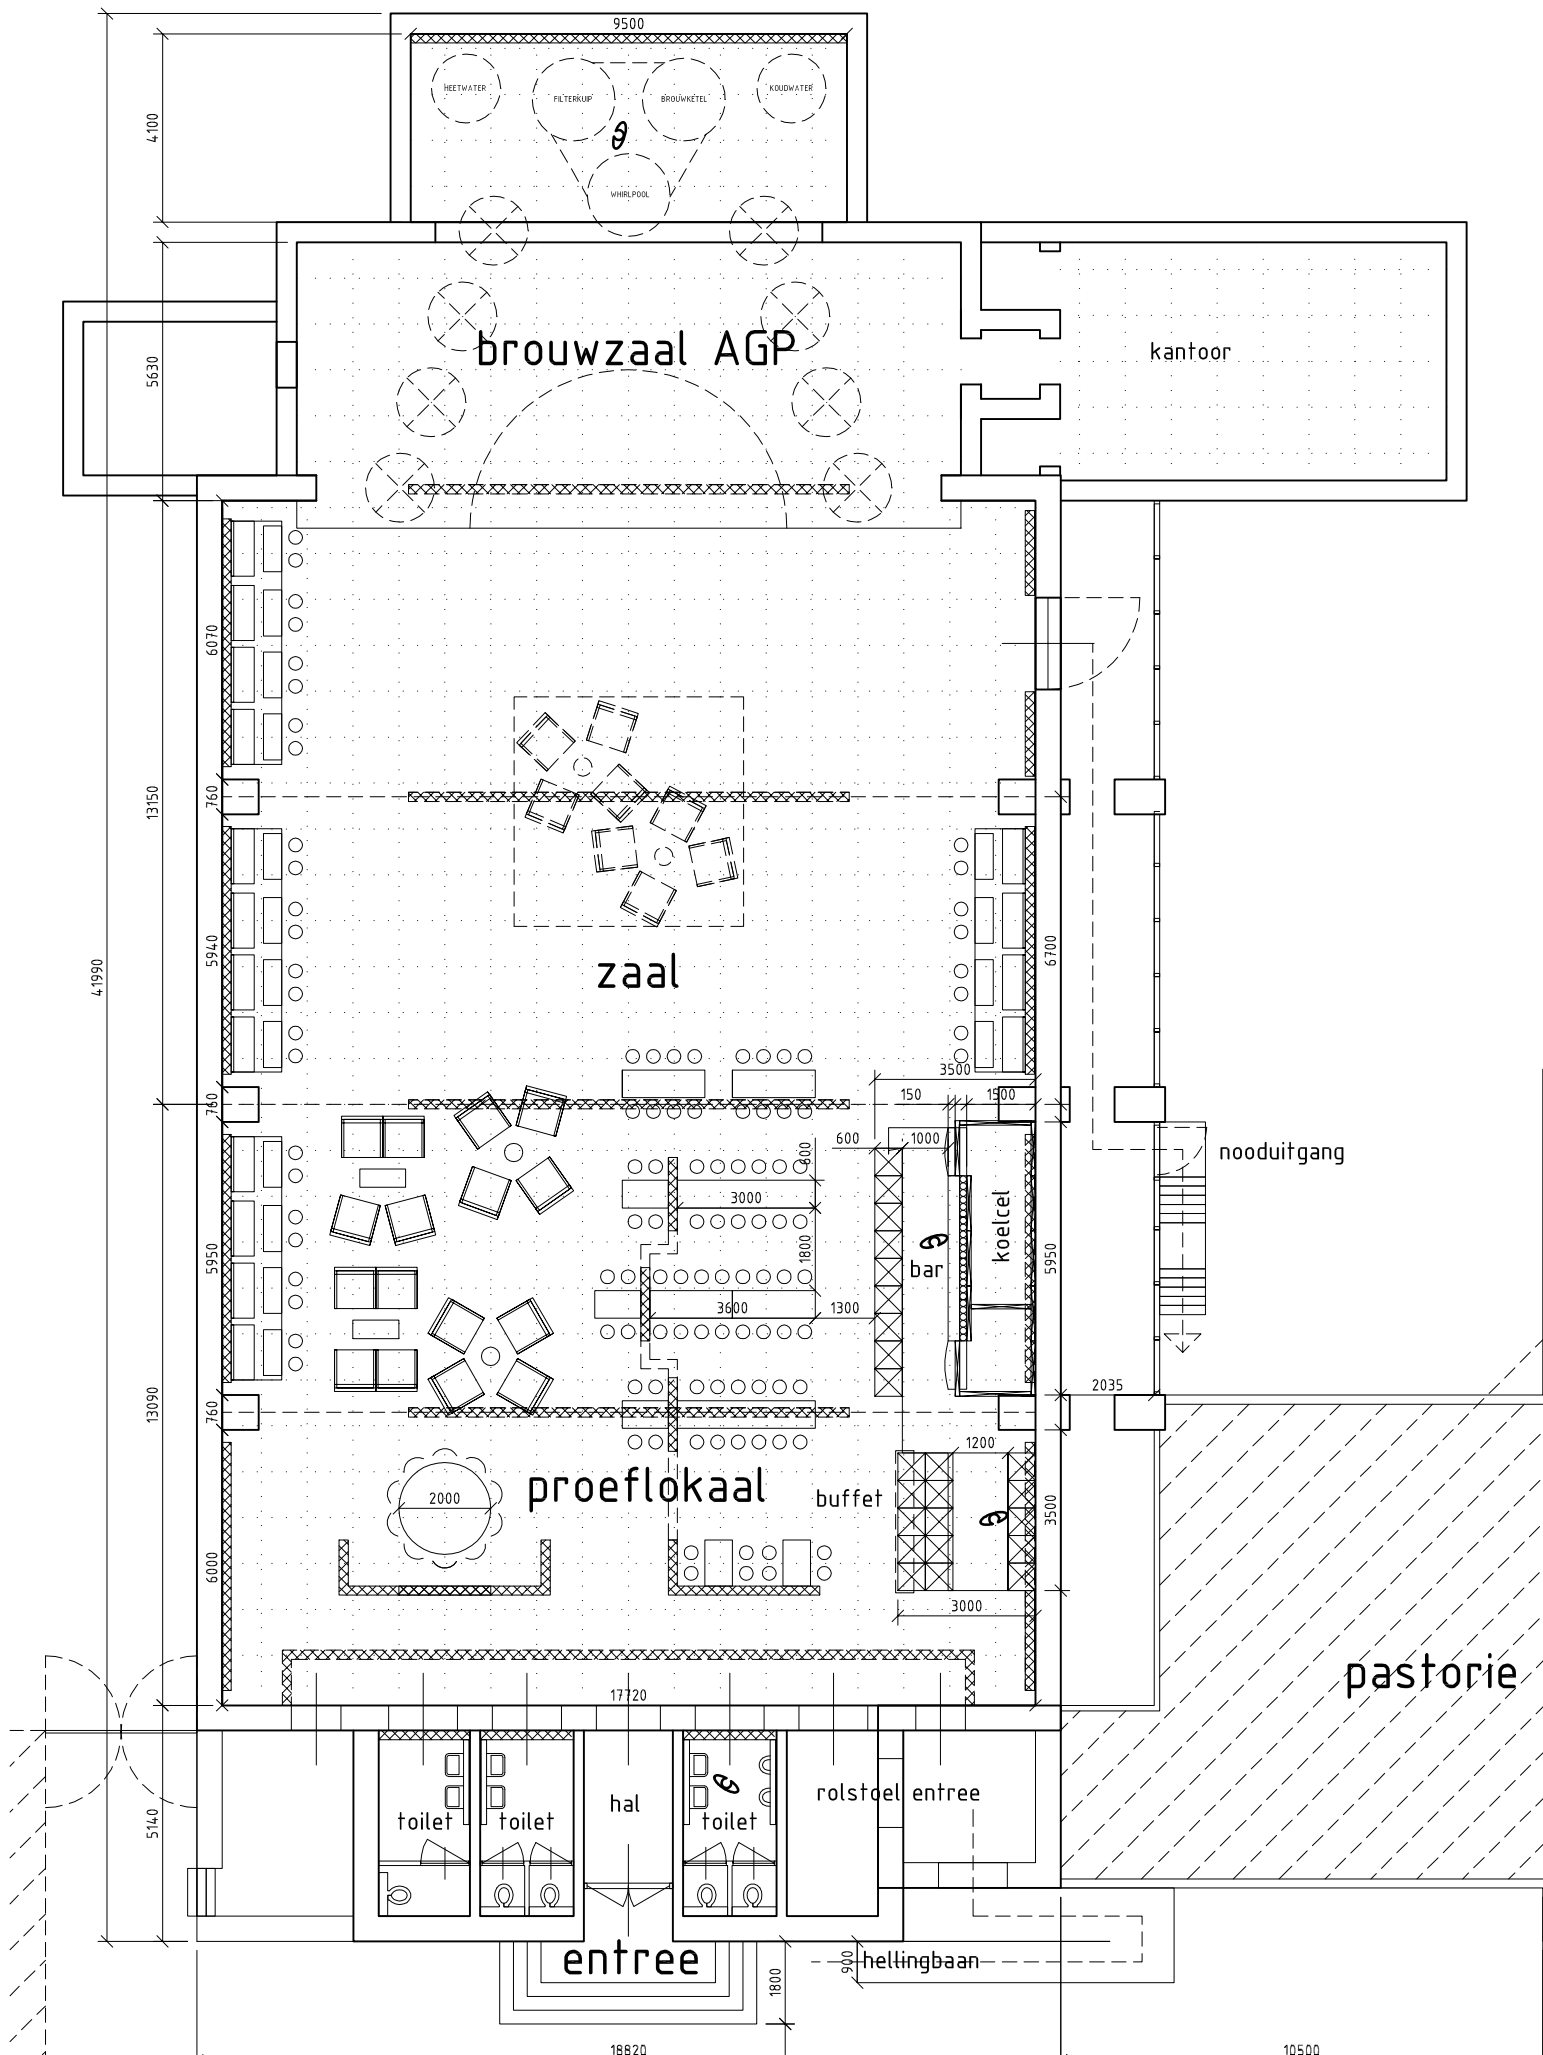 9500
HEETWATER
FILTERKUIP
BROUWKETEL
KOUDWATER
4100
WHIRLPOOL
brouwzaal AGP
kantoor
5630
6070
760
13150
5940
6700
41990
zaal
3500
760
150
1500
600
1000
600
nooduitgang
3000
koelcel
1800
bar
5950
5950
3600
1300
2035
13090
760
1200
proeflokaal
buffet
2000
3500
6000
3000
pastorie
17720
rolstoel entree
hal
toilet
toilet
toilet
5140
entree
900
hellingbaan
1800
18820
10500